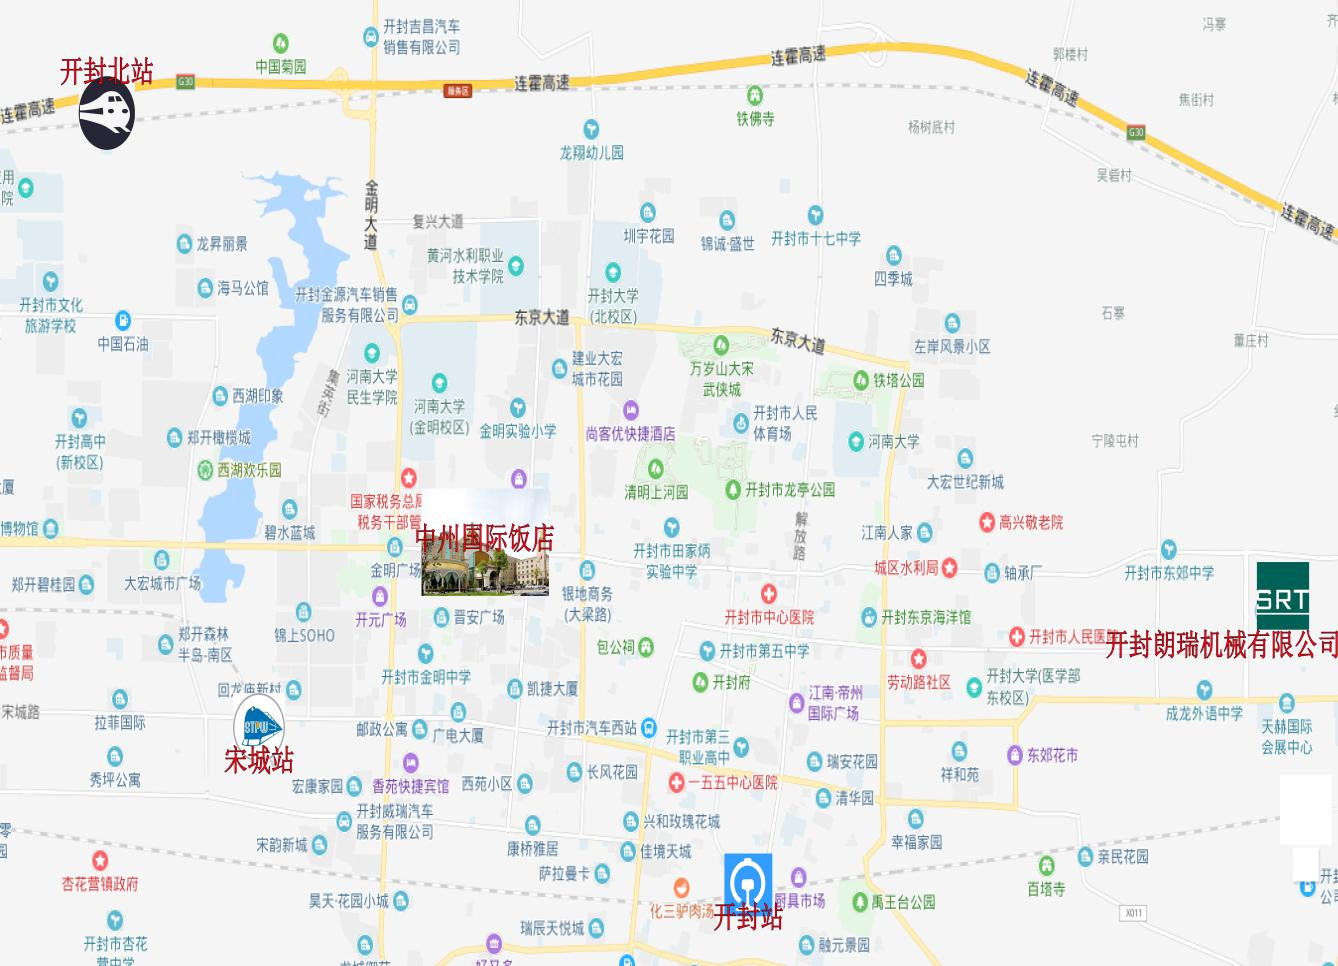 开封吉昌汽车
销售有限公司
中国菊园
开封北站
G30
服务区
连霍高速
连霍高速
连霍高速
连霍高速
铁佛寺
龙翔幼儿园
杨树底村
郭楼村
冯寨
焦街村
G30
吴砦村
连霍高速
金明大道
复兴大道
黄河水利职业
技术学院
圳宇花园
锦诚·盛世
开封市十七中学
四季城
龙昇丽景
海马公馆
开封市文化
旅游学校
中国石油
开封金源汽车销售
服务有限公司
开封大学
(北校区)
东京大道
东京大道
石寨
董庄村
左岸风景小区
河南大学
民生学院
集英街
河南大学
(金明校区)
建业大宏
城市花园
万岁山大宋
武侠城
铁塔公园
西湖印象
郑开橄榄城
开封高中
(新校区)
西湖欢乐园
金明实验小学
尚客优快捷酒店
开封市人民
体育场
河南大学
宁陵屯村
大宏世纪新城
国家税务总局
税务干部管
清明上河园
开封市龙亭公园
解放路
博物馆
碧水蓝城
中州国际饭店
开封市田家炳
实验中学
江南人家
高兴敬老院
城区水利局
轴承厂
开封市东郊中学
郑开碧桂园
大宏城市广场
金明广场
开元广场
晋安广场
银地商务
(大梁路)
开封市中心医院
开封东京海洋馆
SRT
开封朗瑞机械有限公司
市质量
监督局
郑开森林
半岛-南区
锦上SOHO
包公祠
开封市第五中学
开封市人民医院
开封市金明中学
开封府
劳动路社区
开封大学(医学部
东校区)
回龙庙新村
凯捷大厦
江南·帝州
国际广场
成龙外语中学
天赫国际
会展中心
宋城路
拉菲国际
STPW
宋城站
邮政公寓
广电大厦
开封市汽车西站
开封市第三
职业高中
瑞安花园
祥和苑
东郊花市
秀坪公寓
宏康家园
香苑快捷宾馆
西苑小区
长风花园
一五五中心医院
清华园
开封威瑞汽车
服务有限公司
宋韵新城
康桥雅居
兴和玫瑰花城
佳境天城
幸福家园
杏花营镇政府
萨拉曼卡
昊天·花园小城
化三驴肉汤
开封站
厨具市场
禹王台公园
百塔寺
亲民花园
X011
开封市杏花
营中学
瑞辰天悦城
融元景园